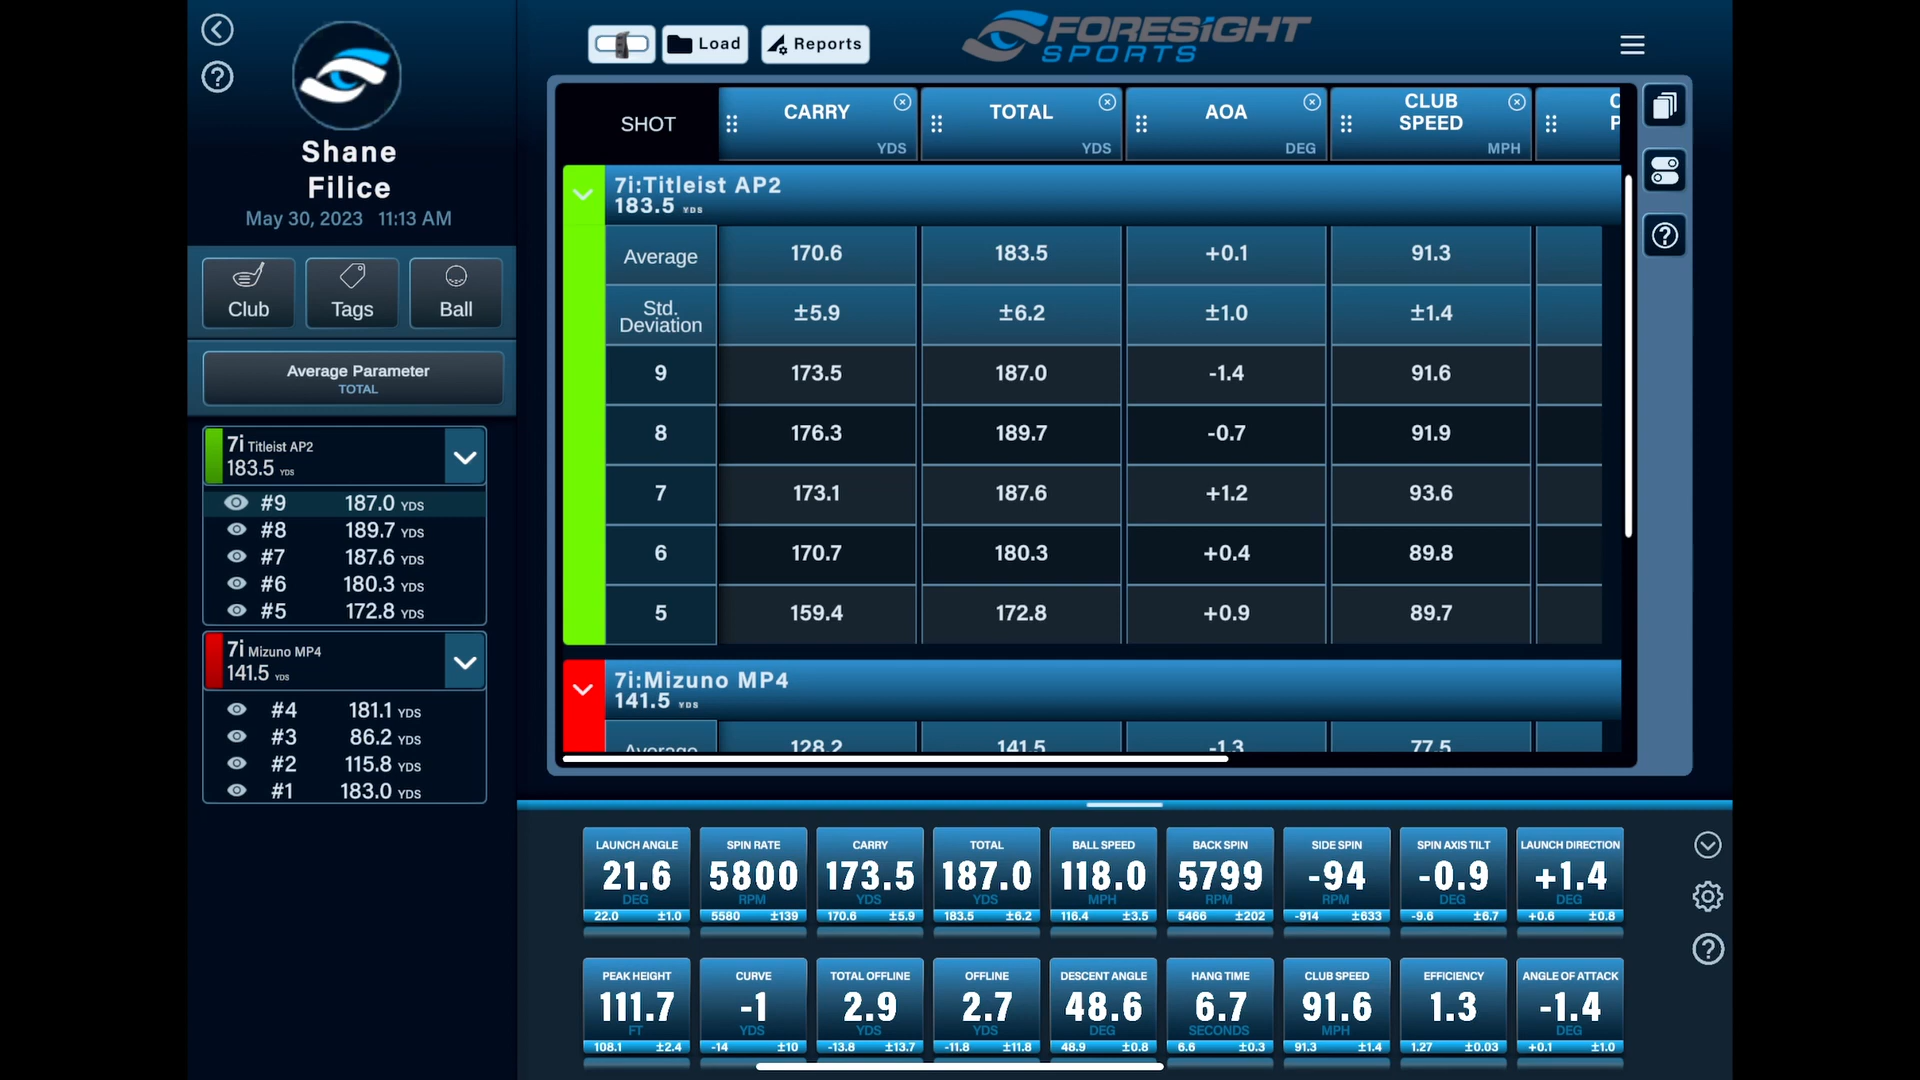 Shane
Filice
May 30, 2023 11:13 AM
Club
Tags
Ball
Average Parameter
TOTAL
7i Titleist AP2
183.5 YDS
#9 187.0 YDS
#8 189.7 YDS
#7 187.6 YDS
#6 180.3 YDS
#5 172.8 YDS
7i Mizuno MP4
141.5 YDS
#4 181.1 YDS
#3 86.2 YDS
#2 115.8 YDS
#1 183.0 YDS
Load
Reports
FORESiGHT
SPORTS
SHOT
CARRY
YDS
TOTAL
YDS
AOA
DEG
CLUB
SPEED
MPH
C
P
7i:Titleist AP2
183.5 YDS
Average 170.6 183.5 +0.1 91.3
Std.
Deviation ±5.9 ±6.2 ±1.0 ±1.4
9 173.5 187.0 -1.4 91.6
8 176.3 189.7 -0.7 91.9
7 173.1 187.6 +1.2 93.6
6 170.7 180.3 +0.4 89.8
5 159.4 172.8 +0.9 89.7
7i:Mizuno MP4
141.5 YDS
Average 128.2 141.5 -1.3 77.5
LAUNCH ANGLE
21.6
DEG
22.0 ±1.0
SPIN RATE
5800
RPM
5580 ±139
CARRY
173.5
YDS
170.6 ±5.9
TOTAL
187.0
YDS
183.5 ±6.2
BALL SPEED
118.0
MPH
116.4 ±3.5
BACK SPIN
5799
RPM
5466 ±202
SIDE SPIN
-94
RPM
-914 ±633
SPIN AXIS TILT
-0.9
DEG
-9.6 ±6.7
LAUNCH DIRECTION
+1.4
DEG
+0.6 ±0.8
PEAK HEIGHT
111.7
FT
108.1 ±2.4
CURVE
-1
YDS
-14 ±10
TOTAL OFFLINE
2.9
YDS
-13.8 ±13.7
OFFLINE
2.7
YDS
-11.8 ±11.8
DESCENT ANGLE
48.6
DEG
48.9 ±0.8
HANG TIME
6.7
SECONDS
6.6 ±0.3
CLUB SPEED
91.6
MPH
91.3 ±1.4
EFFICIENCY
1.3
1.27 ±0.03
ANGLE OF ATTACK
-1.4
DEG
+0.1 ±1.0